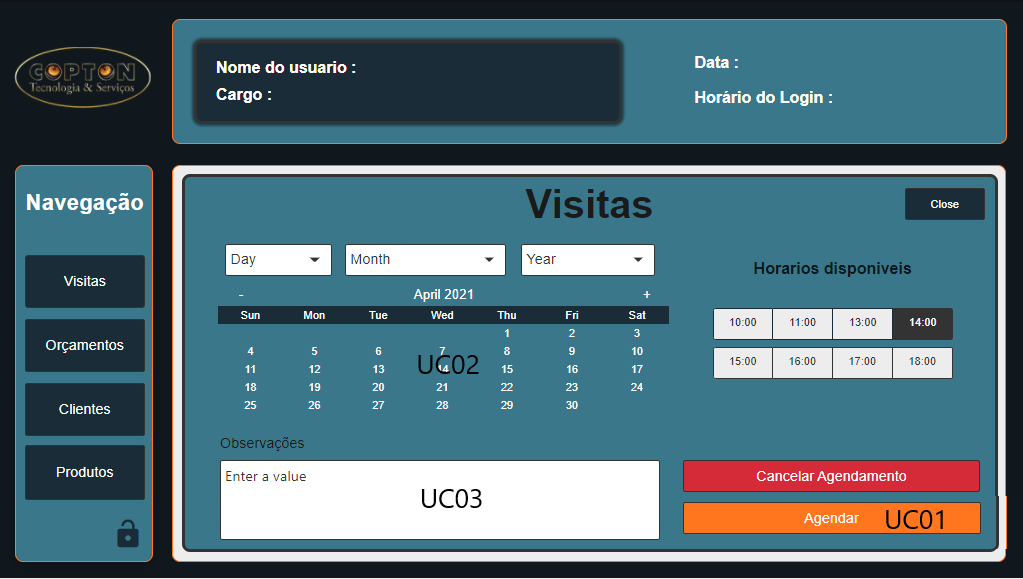 COPTON
Tecnologia & Serviços
Nome do usuario :
Cargo :
Data :
Horário do Login :
Navegação
Visitas
Orçamentos
Clientes
Produtos
Visitas
Close
Day Month Year
- April 2021 +
Sun Mon Tue Wed Thu Fri Sat
1 2 3
4 5 6 7 8 9 10
11 12 13 14 15 16 17
18 19 20 21 22 23 24
25 26 27 28 29 30
UC02
Horarios disponiveis
10:00 11:00 13:00 14:00
15:00 16:00 17:00 18:00
Observações
Enter a value
UC03
Cancelar Agendamento
Agendar UC01